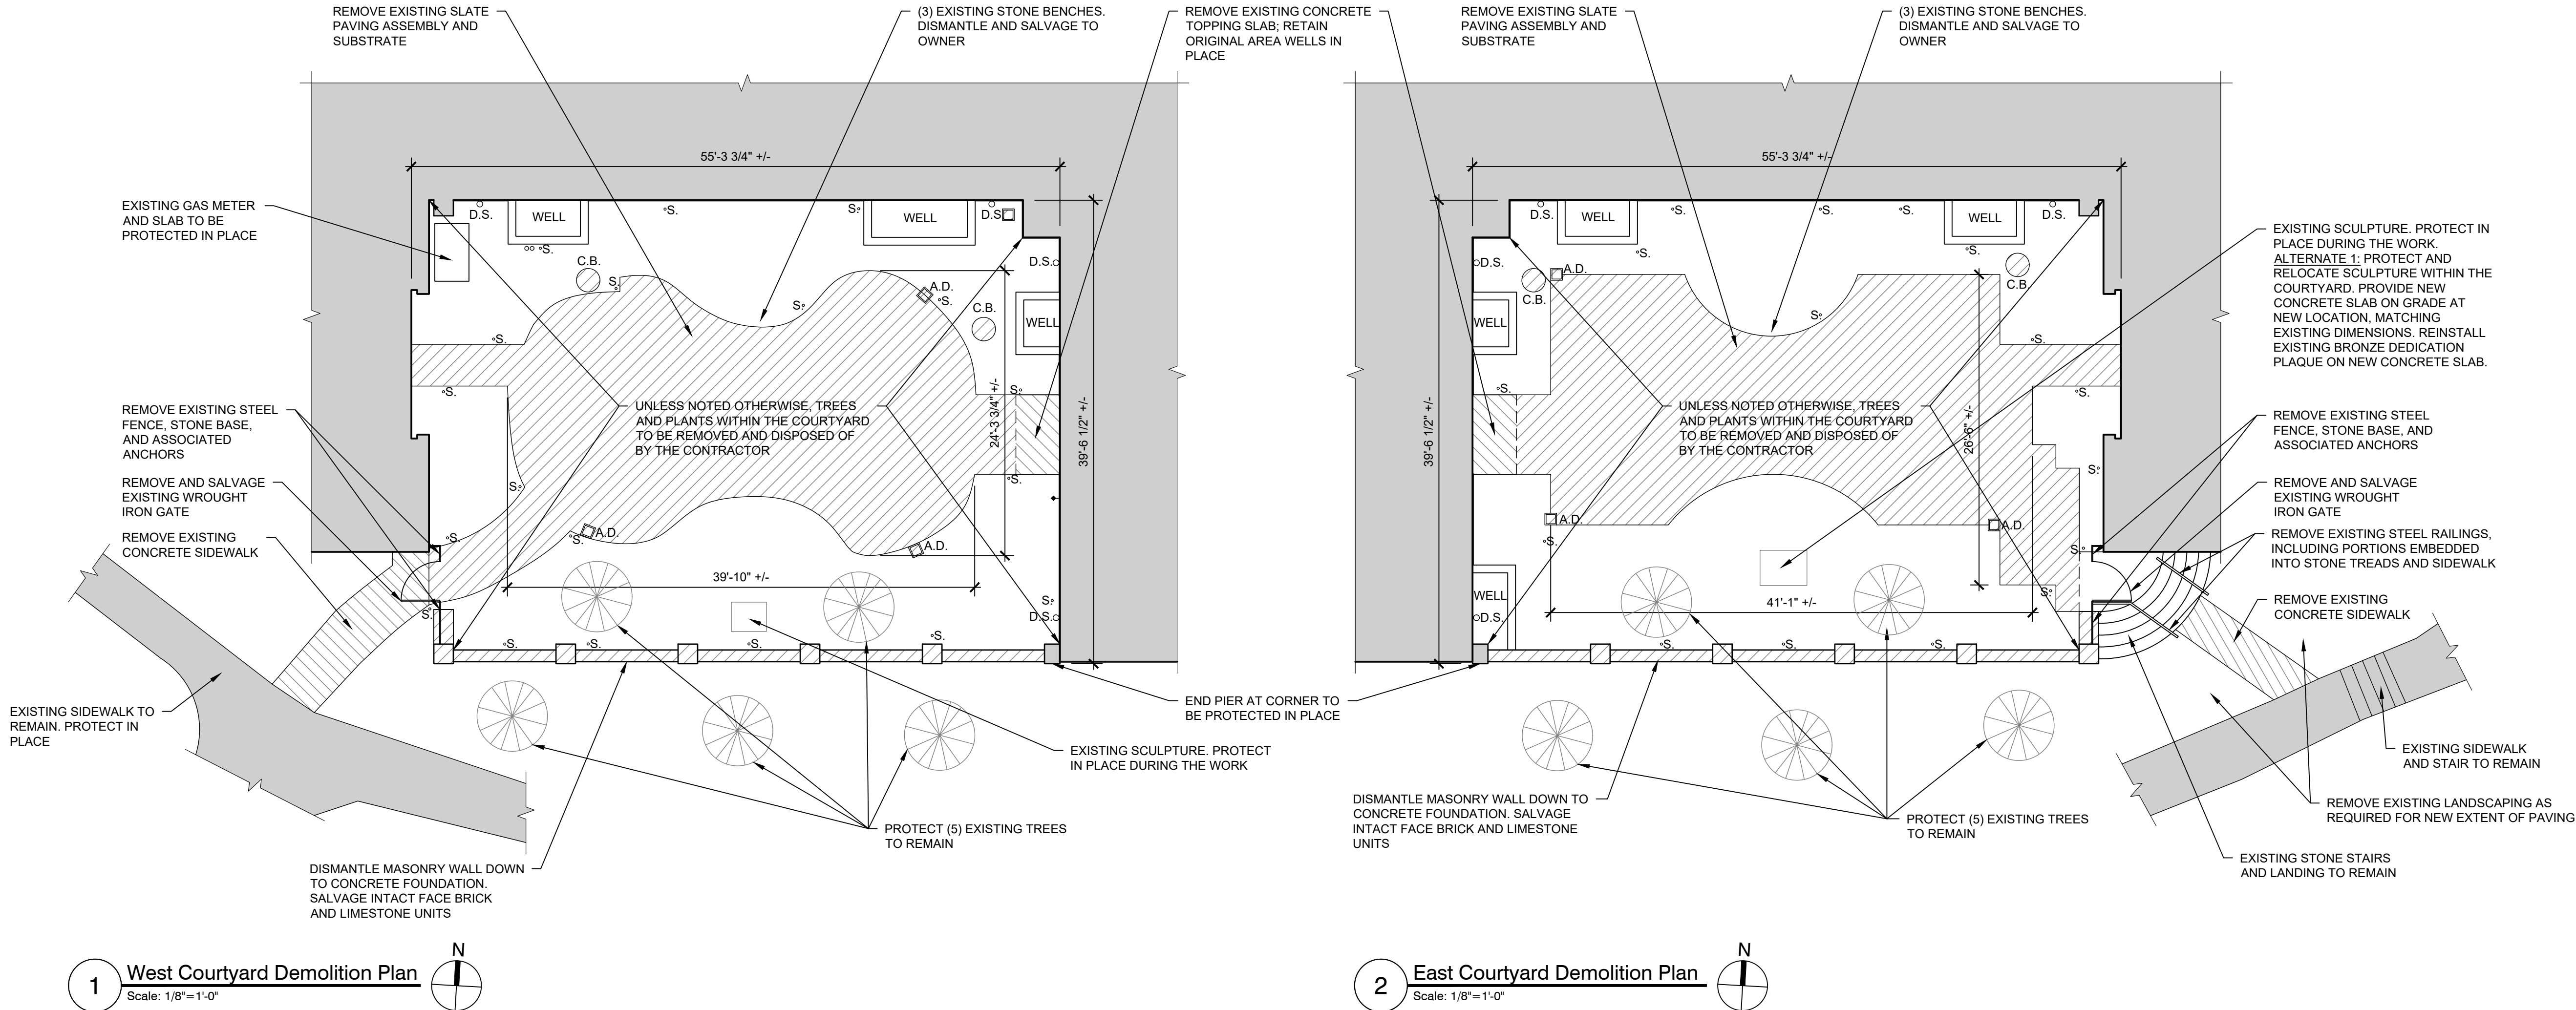 REMOVE EXISTING SLATE
PAVING ASSEMBLY AND
SUBSTRATE
(3) EXISTING STONE BENCHES.
DISMANTLE AND SALVAGE TO
OWNER
REMOVE EXISTING CONCRETE
TOPPING SLAB; RETAIN
ORIGINAL AREA WELLS IN
PLACE
REMOVE EXISTING SLATE
PAVING ASSEMBLY AND
SUBSTRATE
(3) EXISTING STONE BENCHES.
DISMANTLE AND SALVAGE TO
OWNER
55'-3 3/4" +/-
EXISTING GAS METER
AND SLAB TO BE
PROTECTED IN PLACE
D.S.
WELL
°S.
S°
WELL
D.S.
°° °S.
C.B.
S.
°
D.S.
A.D.
°S.
S°
C.B.
WELL
°S.
°S.
S°
24'-3 3/4" +/-
39'-6 1/2" +/-
REMOVE EXISTING STEEL
FENCE, STONE BASE,
AND ASSOCIATED
ANCHORS
UNLESS NOTED OTHERWISE, TREES
AND PLANTS WITHIN THE COURTYARD
TO BE REMOVED AND DISPOSED OF
BY THE CONTRACTOR
REMOVE AND SALVAGE
EXISTING WROUGHT
IRON GATE
S°
°S.
REMOVE EXISTING
CONCRETE SIDEWALK
°S.
°S.
A.D.
A.D.
39'-10" +/-
S°
S°
D.S.
°S.
°S.
°S.
°S.
EXISTING SIDEWALK TO
REMAIN. PROTECT IN
PLACE
END PIER AT CORNER TO
BE PROTECTED IN PLACE
EXISTING SCULPTURE. PROTECT
IN PLACE DURING THE WORK
PROTECT (5) EXISTING TREES
TO REMAIN
DISMANTLE MASONRY WALL DOWN
TO CONCRETE FOUNDATION.
SALVAGE INTACT FACE BRICK
AND LIMESTONE UNITS
1
West Courtyard Demolition Plan
Scale: 1/8"=1'-0"
N
55'-3 3/4" +/-
D.S.
WELL
°S.
°S.
°S.
WELL
D.S.
°S.
°S.
D.S.
A.D.
C.B.
C.B.
S°
WELL
°S.
°S.
°S.
39'-6 1/2" +/-
26'-6" +/-
UNLESS NOTED OTHERWISE, TREES
AND PLANTS WITHIN THE COURTYARD
TO BE REMOVED AND DISPOSED OF
BY THE CONTRACTOR
S°
A.D.
°S.
A.D.
S°
S°
WELL
D.S.
41'-1" +/-
°S.
°S.
°S.
EXISTING SCULPTURE. PROTECT IN
PLACE DURING THE WORK.
ALTERNATE 1: PROTECT AND
RELOCATE SCULPTURE WITHIN THE
COURTYARD. PROVIDE NEW
CONCRETE SLAB ON GRADE AT
NEW LOCATION, MATCHING
EXISTING DIMENSIONS. REINSTALL
EXISTING BRONZE DEDICATION
PLAQUE ON NEW CONCRETE SLAB.
REMOVE EXISTING STEEL
FENCE, STONE BASE, AND
ASSOCIATED ANCHORS
REMOVE AND SALVAGE
EXISTING WROUGHT
IRON GATE
REMOVE EXISTING STEEL RAILINGS,
INCLUDING PORTIONS EMBEDDED
INTO STONE TREADS AND SIDEWALK
REMOVE EXISTING
CONCRETE SIDEWALK
EXISTING SIDEWALK
AND STAIR TO REMAIN
REMOVE EXISTING LANDSCAPING AS
REQUIRED FOR NEW EXTENT OF PAVING
EXISTING STONE STAIRS
AND LANDING TO REMAIN
DISMANTLE MASONRY WALL DOWN TO
CONCRETE FOUNDATION. SALVAGE
INTACT FACE BRICK AND LIMESTONE
UNITS
PROTECT (5) EXISTING TREES
TO REMAIN
2
East Courtyard Demolition Plan
Scale: 1/8"=1'-0"
N